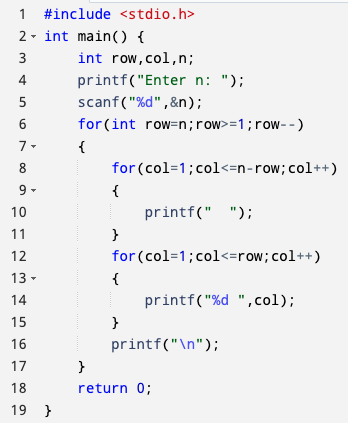 1 #include <stdio.h>
2 int main() {
3     int row,col,n;
4     printf("Enter n: ");
5     scanf("%d",&n);
6     for(int row=n;row>=1;row--)
7     {
8         for(col=1;col<=n-row;col++)
9         {
10             printf("  ");
11         }
12         for(col=1;col<=row;col++)
13         {
14             printf("%d ",col);
15         }
16         printf("\n");
17     }
18     return 0;
19 }